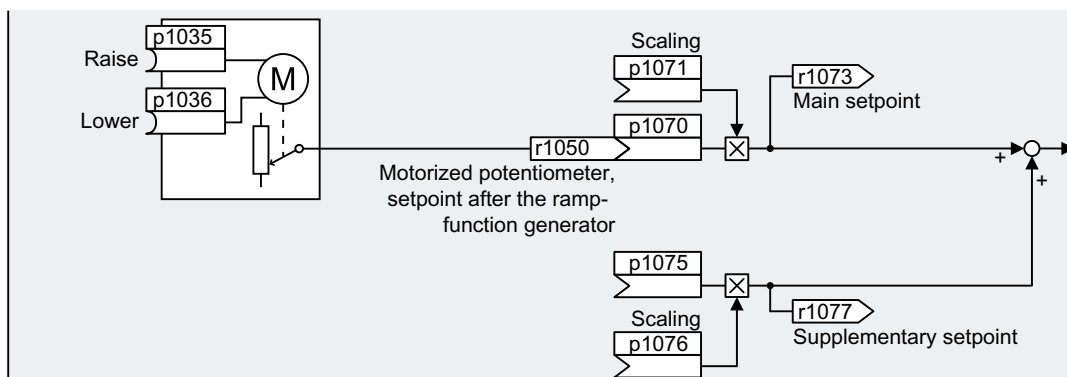 p1035
Raise
M
p1036
Lower
Scaling
p1071
r1073
Main setpoint
p1070
r1050
Motorized potentiometer,
setpoint after the ramp-
function generator
+
+
p1075
r1077
Supplementary setpoint
Scaling
p1076